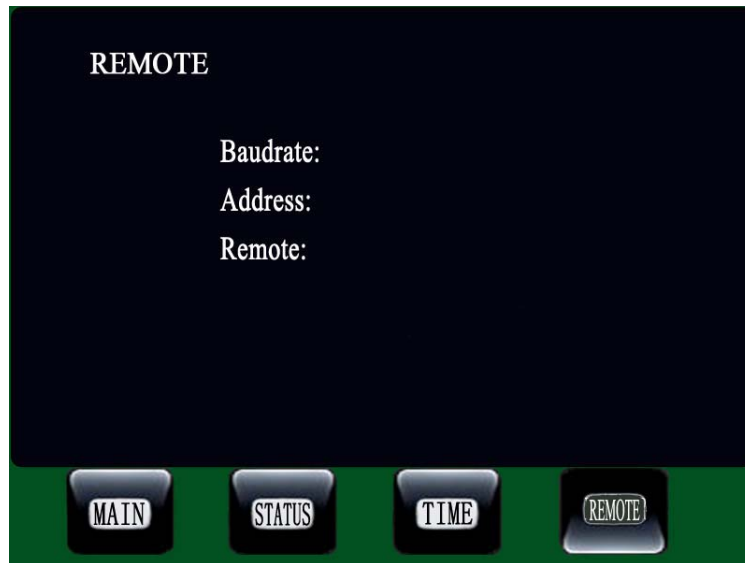 REMOTE
Baudrate:
Address:
Remote:
MAIN STATUS TIME REMOTE